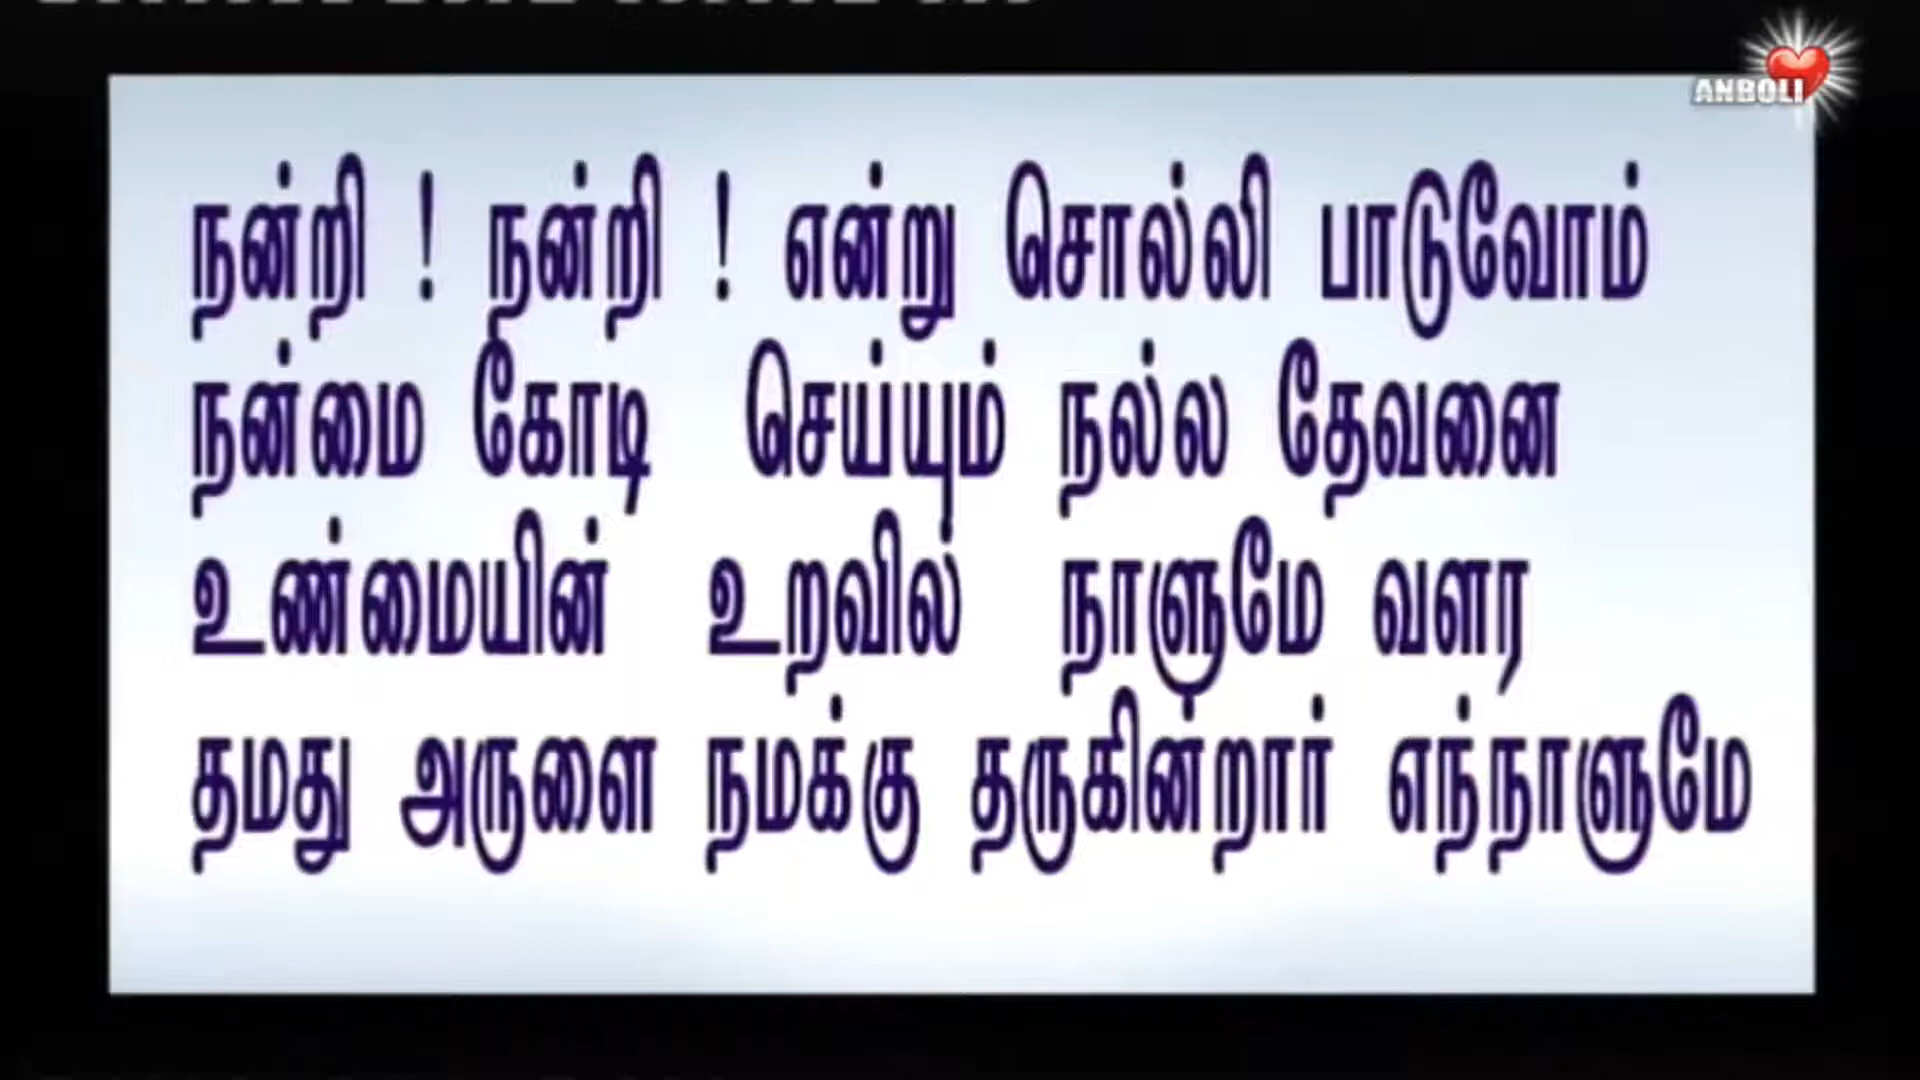 ANBOLI
நன்றி ! நன்றி ! என்று சொல்லி பாடுவோம்
நன்மை கோடி செய்யும் நல்ல தேவனை
உண்மையின் உறவில் நாளுமே வளர
தமது அருளை நமக்கு தருகின்றார் எந்நாளுமே